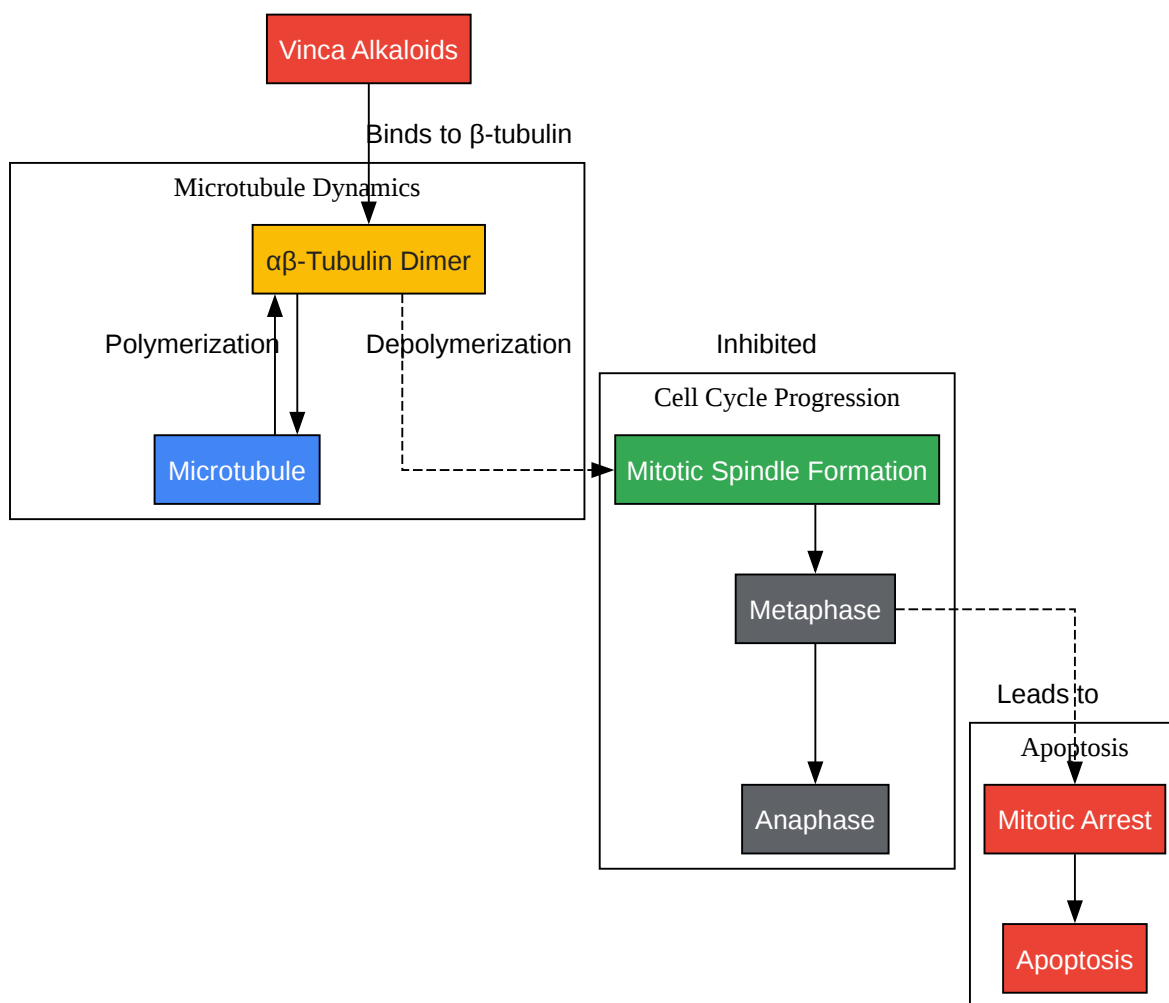 Vinca Alkaloids
Binds to β-tubulin
Microtubule Dynamics
αβ-Tubulin Dimer
Polymerization
Depolymerization
Inhibited
Cell Cycle Progression
Microtubule
Mitotic Spindle Formation
Metaphase
Leads to
Apoptosis
Anaphase
Mitotic Arrest
Apoptosis